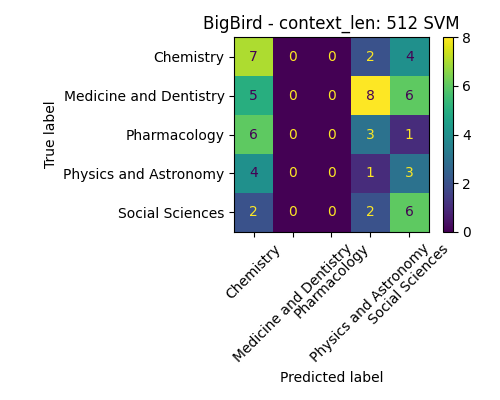 BigBird - context_len: 512 SVM
True label
Chemistry 7 0 0 2 4
Medicine and Dentistry 5 0 0 8 6
Pharmacology 6 0 0 3 1
Physics and Astronomy 4 0 0 1 3
Social Sciences 2 0 0 2 6
8
6
4
2
0
Chemistry
Medicine and Dentistry
Pharmacology
Physics and Astronomy
Social Sciences
Predicted label